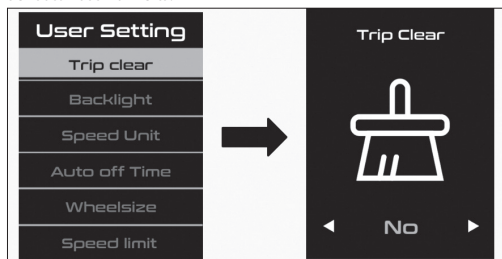 User Setting
Trip clear
Backlight
Speed Unit
Auto off Time
Wheelsize
Speed limit
Trip Clear
No